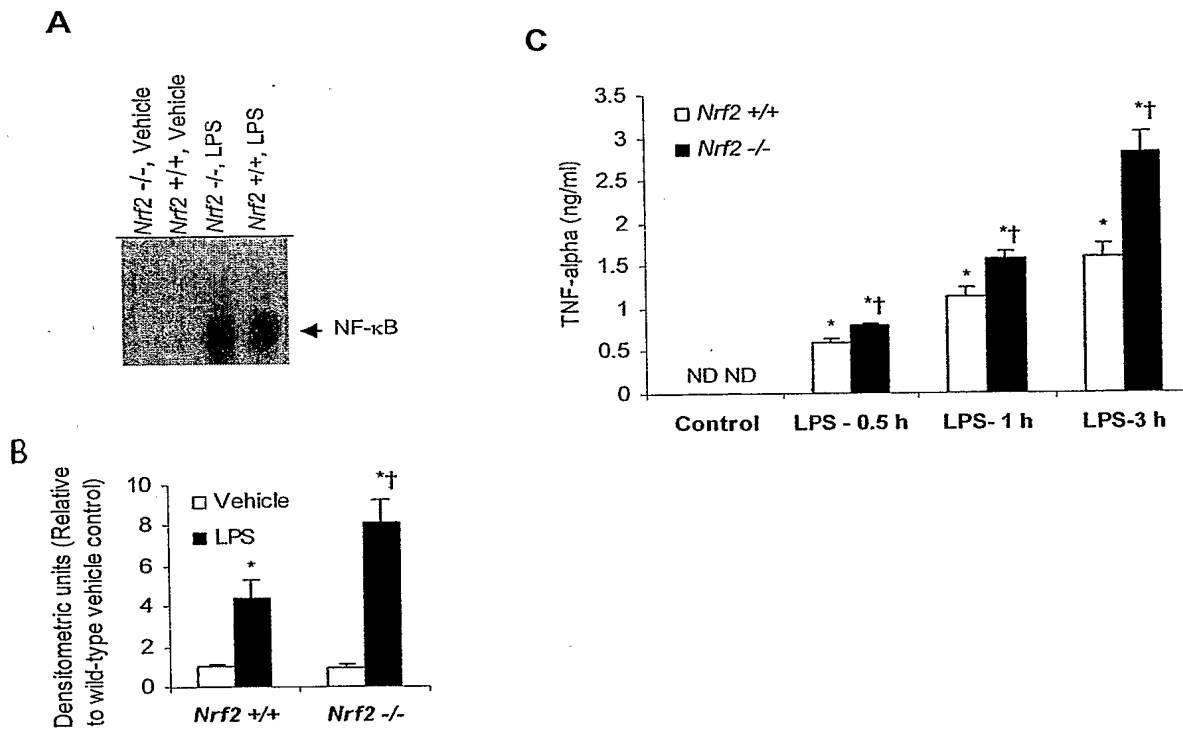 A
Nrf2 -/-, Vehicle
Nrf2 +/+, Vehicle
Nrf2 -/-, LPS
Nrf2 +/+, LPS
NF-κB
B
Densitometric units (Relative
to wild-type vehicle control)
10
8
6
4
2
0
Vehicle
LPS
*
*†
Nrf2 +/+
Nrf2 -/-
C
TNF-alpha (ng/ml)
3.5
3
2.5
2
1.5
1
0.5
0
Nrf2 +/+
Nrf2 -/-
ND ND
*
*†
*
*†
*
*†
Control
LPS - 0.5 h
LPS- 1 h
LPS-3 h